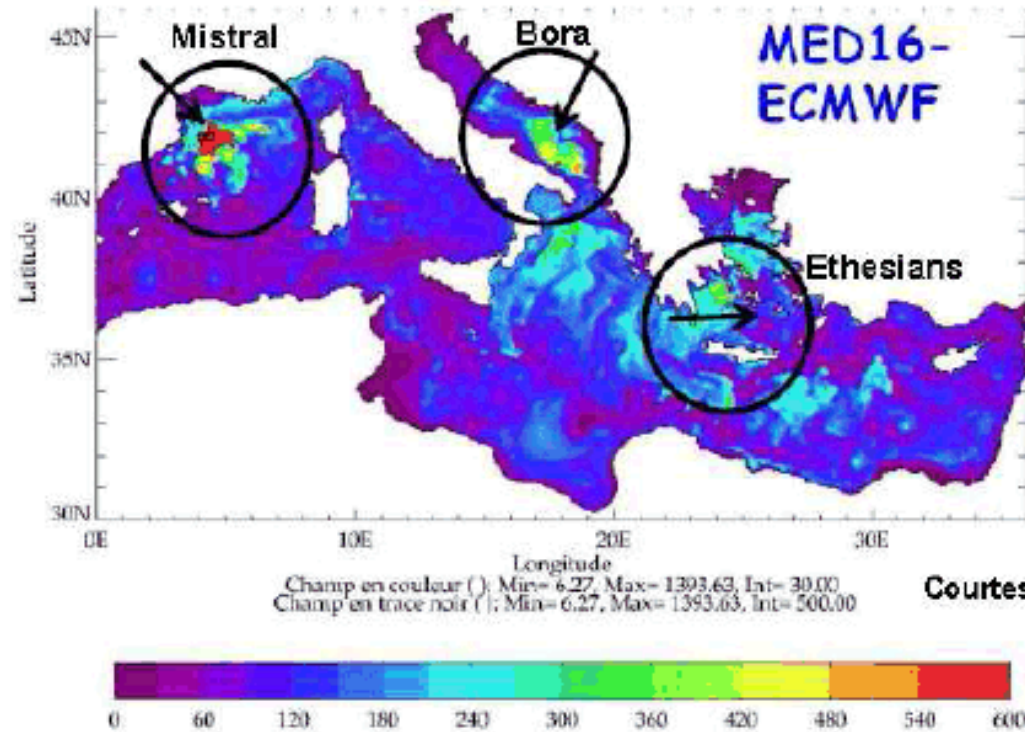 45N
Mistral
Bora
MED16-
ECMWF
40N
Latitude
Ethesians
35N
30N
0E 10E 20E 30E
Longitude
Champ en couleur ( ): Min= 6.27, Max= 1393.63, Int= 30.00
Champ en trace noir ( ): Min= 6.27, Max= 1393.63, Int= 500.00
Courtes
0 60 120 180 240 300 360 420 480 540 600